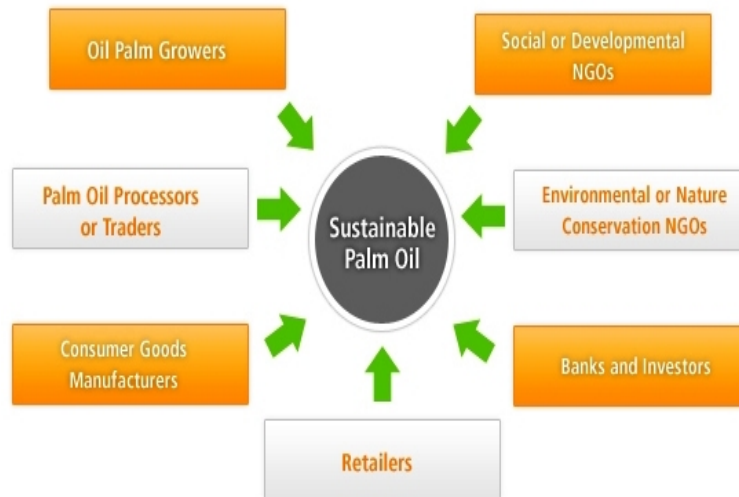 Oil Palm Growers
Social or Developmental
NGOs
Palm Oil Processors
or Traders
Sustainable
Palm Oil
Environmental or Nature
Conservation NGOs
Consumer Goods
Manufacturers
Banks and Investors
Retailers